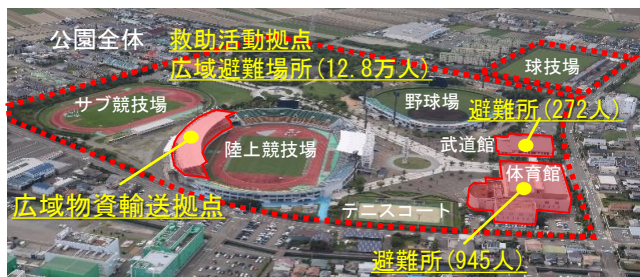 公園全体 救助活動拠点
広域避難場所(12.8万人)
球技場
サブ競技場
野球場
避難所(272人)
武道館
陸上競技場
体育館
広域物資輸送拠点
テニスコート
避難所(945人)